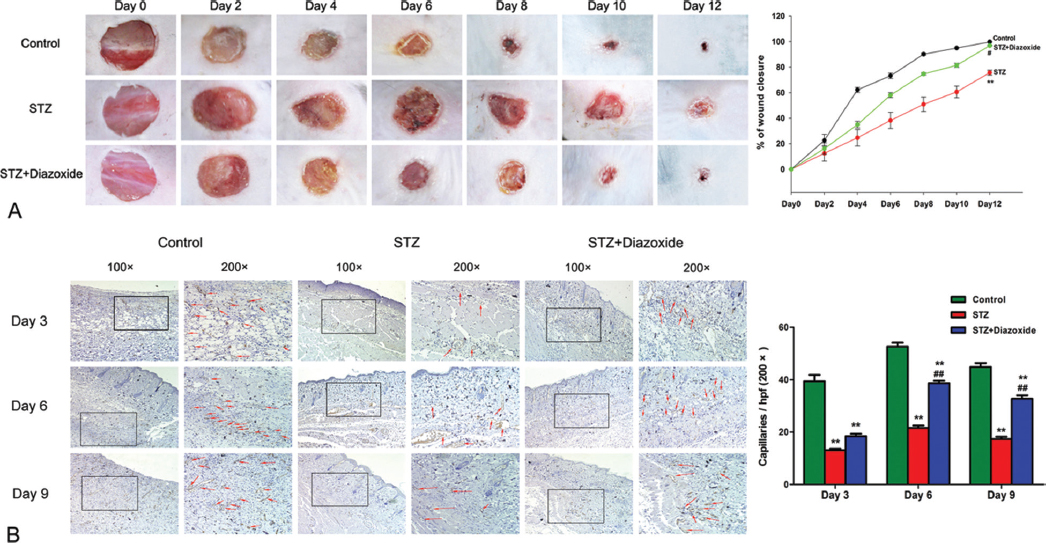 Day 0 Day 2 Day 4 Day 6 Day 8 Day 10 Day 12
Control
STZ
STZ+Diazoxide
A
% of wound closure
120
100
80
60
40
20
0
Day0 Day2 Day4 Day6 Day8 Day10 Day12
Control
STZ+Diazoxide
#
STZ
**
Control STZ STZ+Diazoxide
100× 200× 100× 200× 100× 200×
Day 3
Day 6
Day 9
B
Control
STZ
STZ+Diazoxide
Capillaries / hpf (200 ×)
60
40
20
0
** **
** ** ##
** ** ##
Day 3 Day 6 Day 9